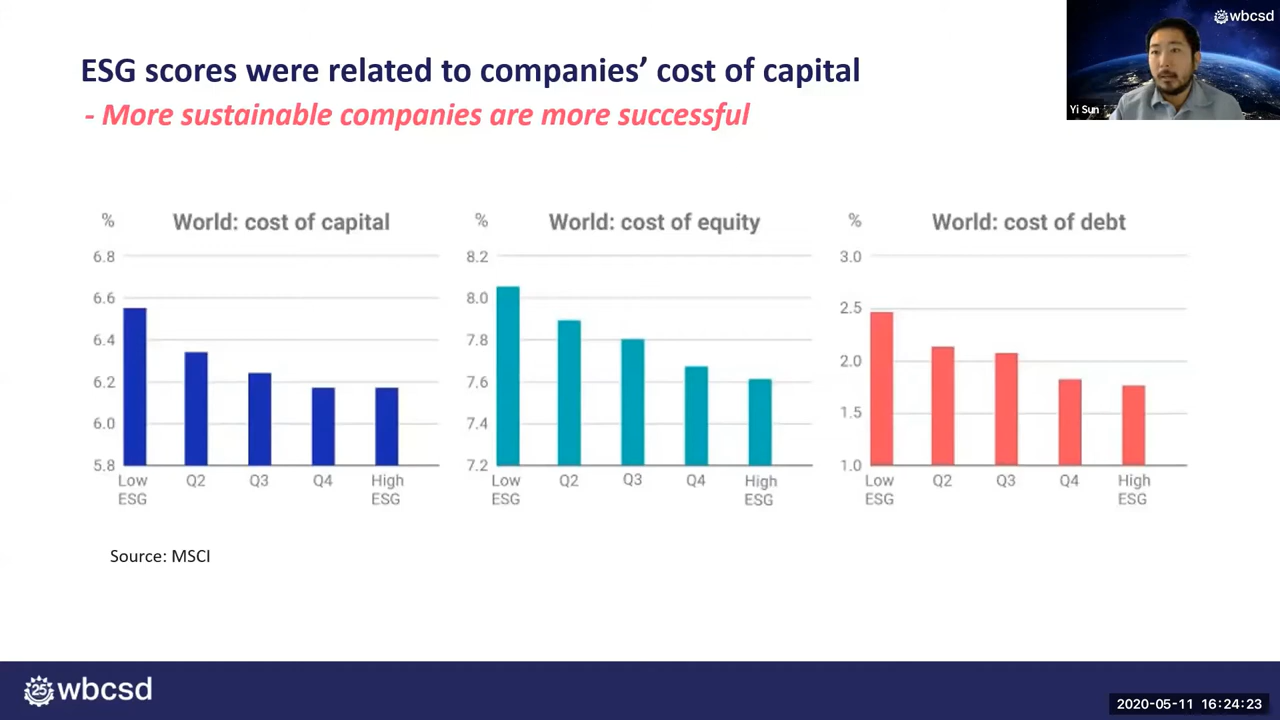 ESG scores were related to companies’ cost of capital
- More sustainable companies are more successful
wbcsd
Yi Sun
% World: cost of capital
6.8
6.6
6.4
6.2
6.0
5.8
Low ESG Q2 Q3 Q4 High ESG
% World: cost of equity
8.2
8.0
7.8
7.6
7.4
7.2
Low ESG Q2 Q3 Q4 High ESG
% World: cost of debt
3.0
2.5
2.0
1.5
1.0
Low ESG Q2 Q3 Q4 High ESG
Source: MSCI
25 wbcsd
2020-05-11 16:24:23